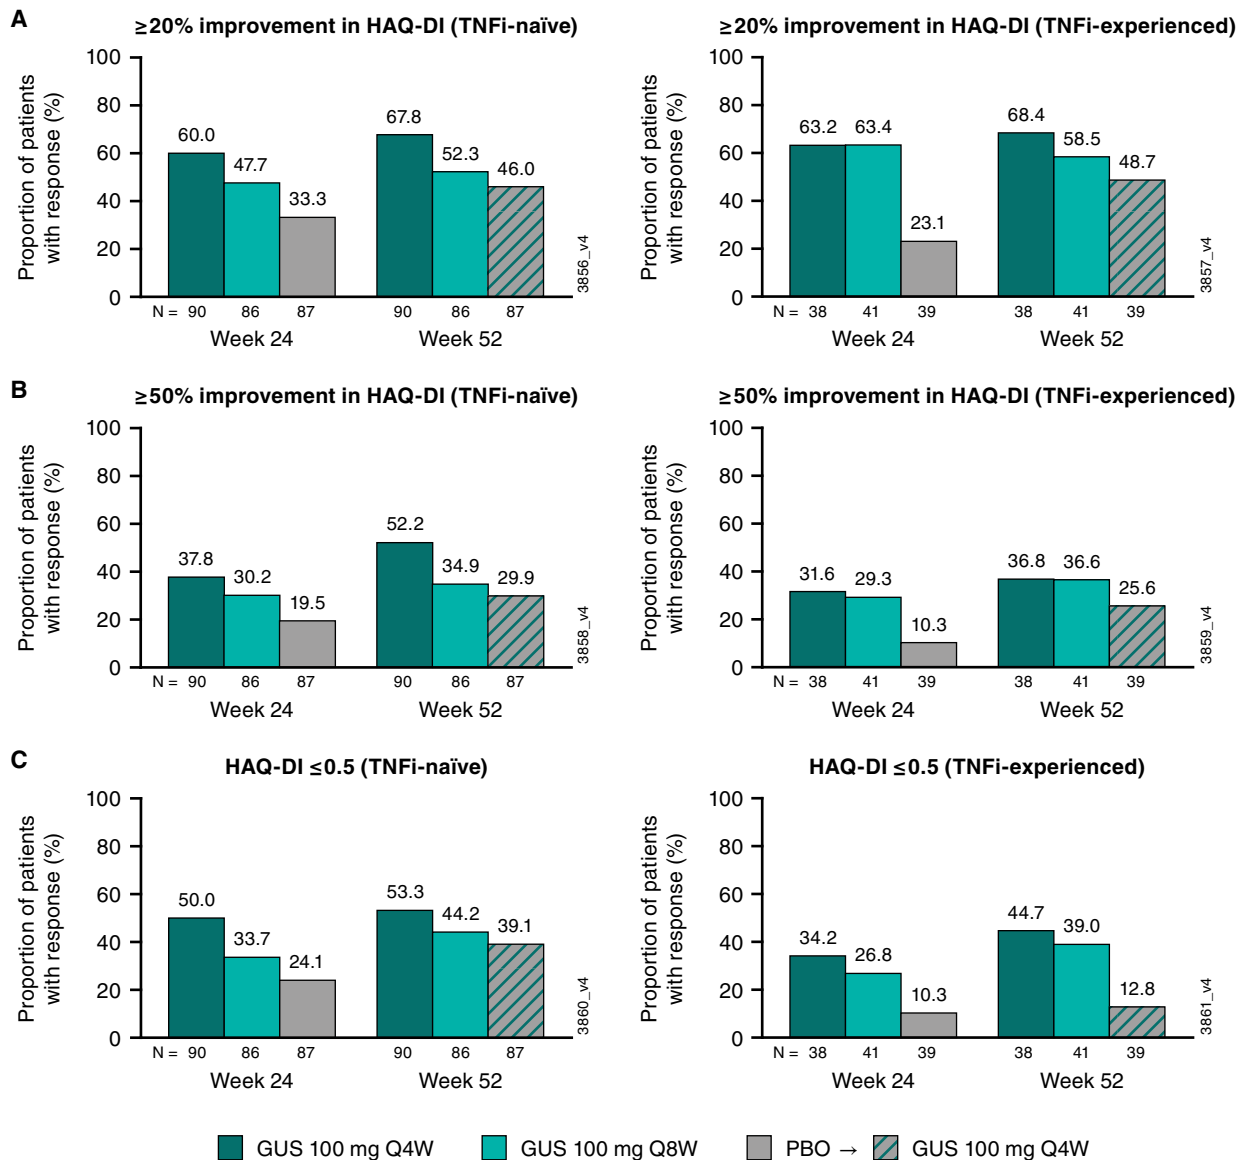 A
≥20% improvement in HAQ-DI (TNFi-naïve)
Proportion of patients
with response (%)
100
80
60
40
20
0
60.0
47.7
33.3
67.8
52.3
46.0
N = 90 86 87 90 86 87
Week 24 Week 52
3856_v4
≥20% improvement in HAQ-DI (TNFi-experienced)
Proportion of patients
with response (%)
100
80
60
40
20
0
63.2
63.4
23.1
68.4
58.5
48.7
N = 38 41 39 38 41 39
Week 24 Week 52
3857_v4
B
≥50% improvement in HAQ-DI (TNFi-naïve)
Proportion of patients
with response (%)
100
80
60
40
20
0
37.8
30.2
19.5
52.2
34.9
29.9
N = 90 86 87 90 86 87
Week 24 Week 52
3858_v4
≥50% improvement in HAQ-DI (TNFi-experienced)
Proportion of patients
with response (%)
100
80
60
40
20
0
31.6
29.3
10.3
36.8
36.6
25.6
N = 38 41 39 38 41 39
Week 24 Week 52
3859_v4
C
HAQ-DI ≤0.5 (TNFi-naïve)
Proportion of patients
with response (%)
100
80
60
40
20
0
50.0
33.7
24.1
53.3
44.2
39.1
N = 90 86 87 90 86 87
Week 24 Week 52
3860_v4
HAQ-DI ≤0.5 (TNFi-experienced)
Proportion of patients
with response (%)
100
80
60
40
20
0
34.2
26.8
10.3
44.7
39.0
12.8
N = 38 41 39 38 41 39
Week 24 Week 52
3861_v4
GUS 100 mg Q4W GUS 100 mg Q8W PBO → GUS 100 mg Q4W